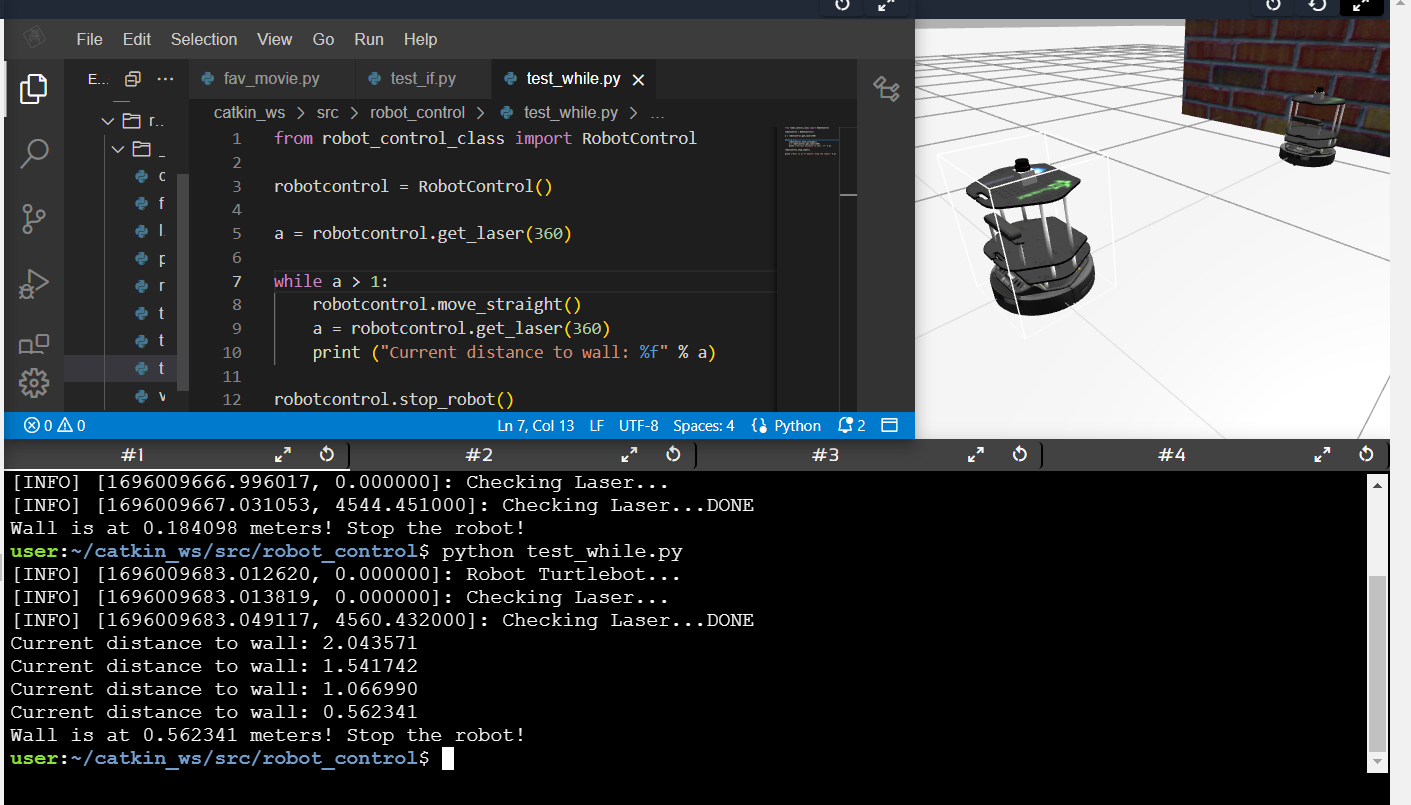 File Edit Selection View Go Run Help
E... ...
fav_movie.py test_if.py test_while.py
catkin_ws > src > robot_control > test_while.py > ...
r..
_
c
f
l
p
r
t
t
t
v
1 from robot_control_class import RobotControl
2
3 robotcontrol = RobotControl()
4
5 a = robotcontrol.get_laser(360)
6
7 while a > 1:
8 robotcontrol.move_straight()
9 a = robotcontrol.get_laser(360)
10 print ("Current distance to wall: %f" % a)
11
12 robotcontrol.stop_robot()
0 0 Ln 7, Col 13 LF UTF-8 Spaces: 4 Python 2
#1 #2 #3 #4
[INFO] [1696009666.996017, 0.000000]: Checking Laser...
[INFO] [1696009667.031053, 4544.451000]: Checking Laser...DONE
Wall is at 0.184098 meters! Stop the robot!
user:~/catkin_ws/src/robot_control$ python test_while.py
[INFO] [1696009683.012620, 0.000000]: Robot Turtlebot...
[INFO] [1696009683.013819, 0.000000]: Checking Laser...
[INFO] [1696009683.049117, 4560.432000]: Checking Laser...DONE
Current distance to wall: 2.043571
Current distance to wall: 1.541742
Current distance to wall: 1.066990
Current distance to wall: 0.562341
Wall is at 0.562341 meters! Stop the robot!
user:~/catkin_ws/src/robot_control$